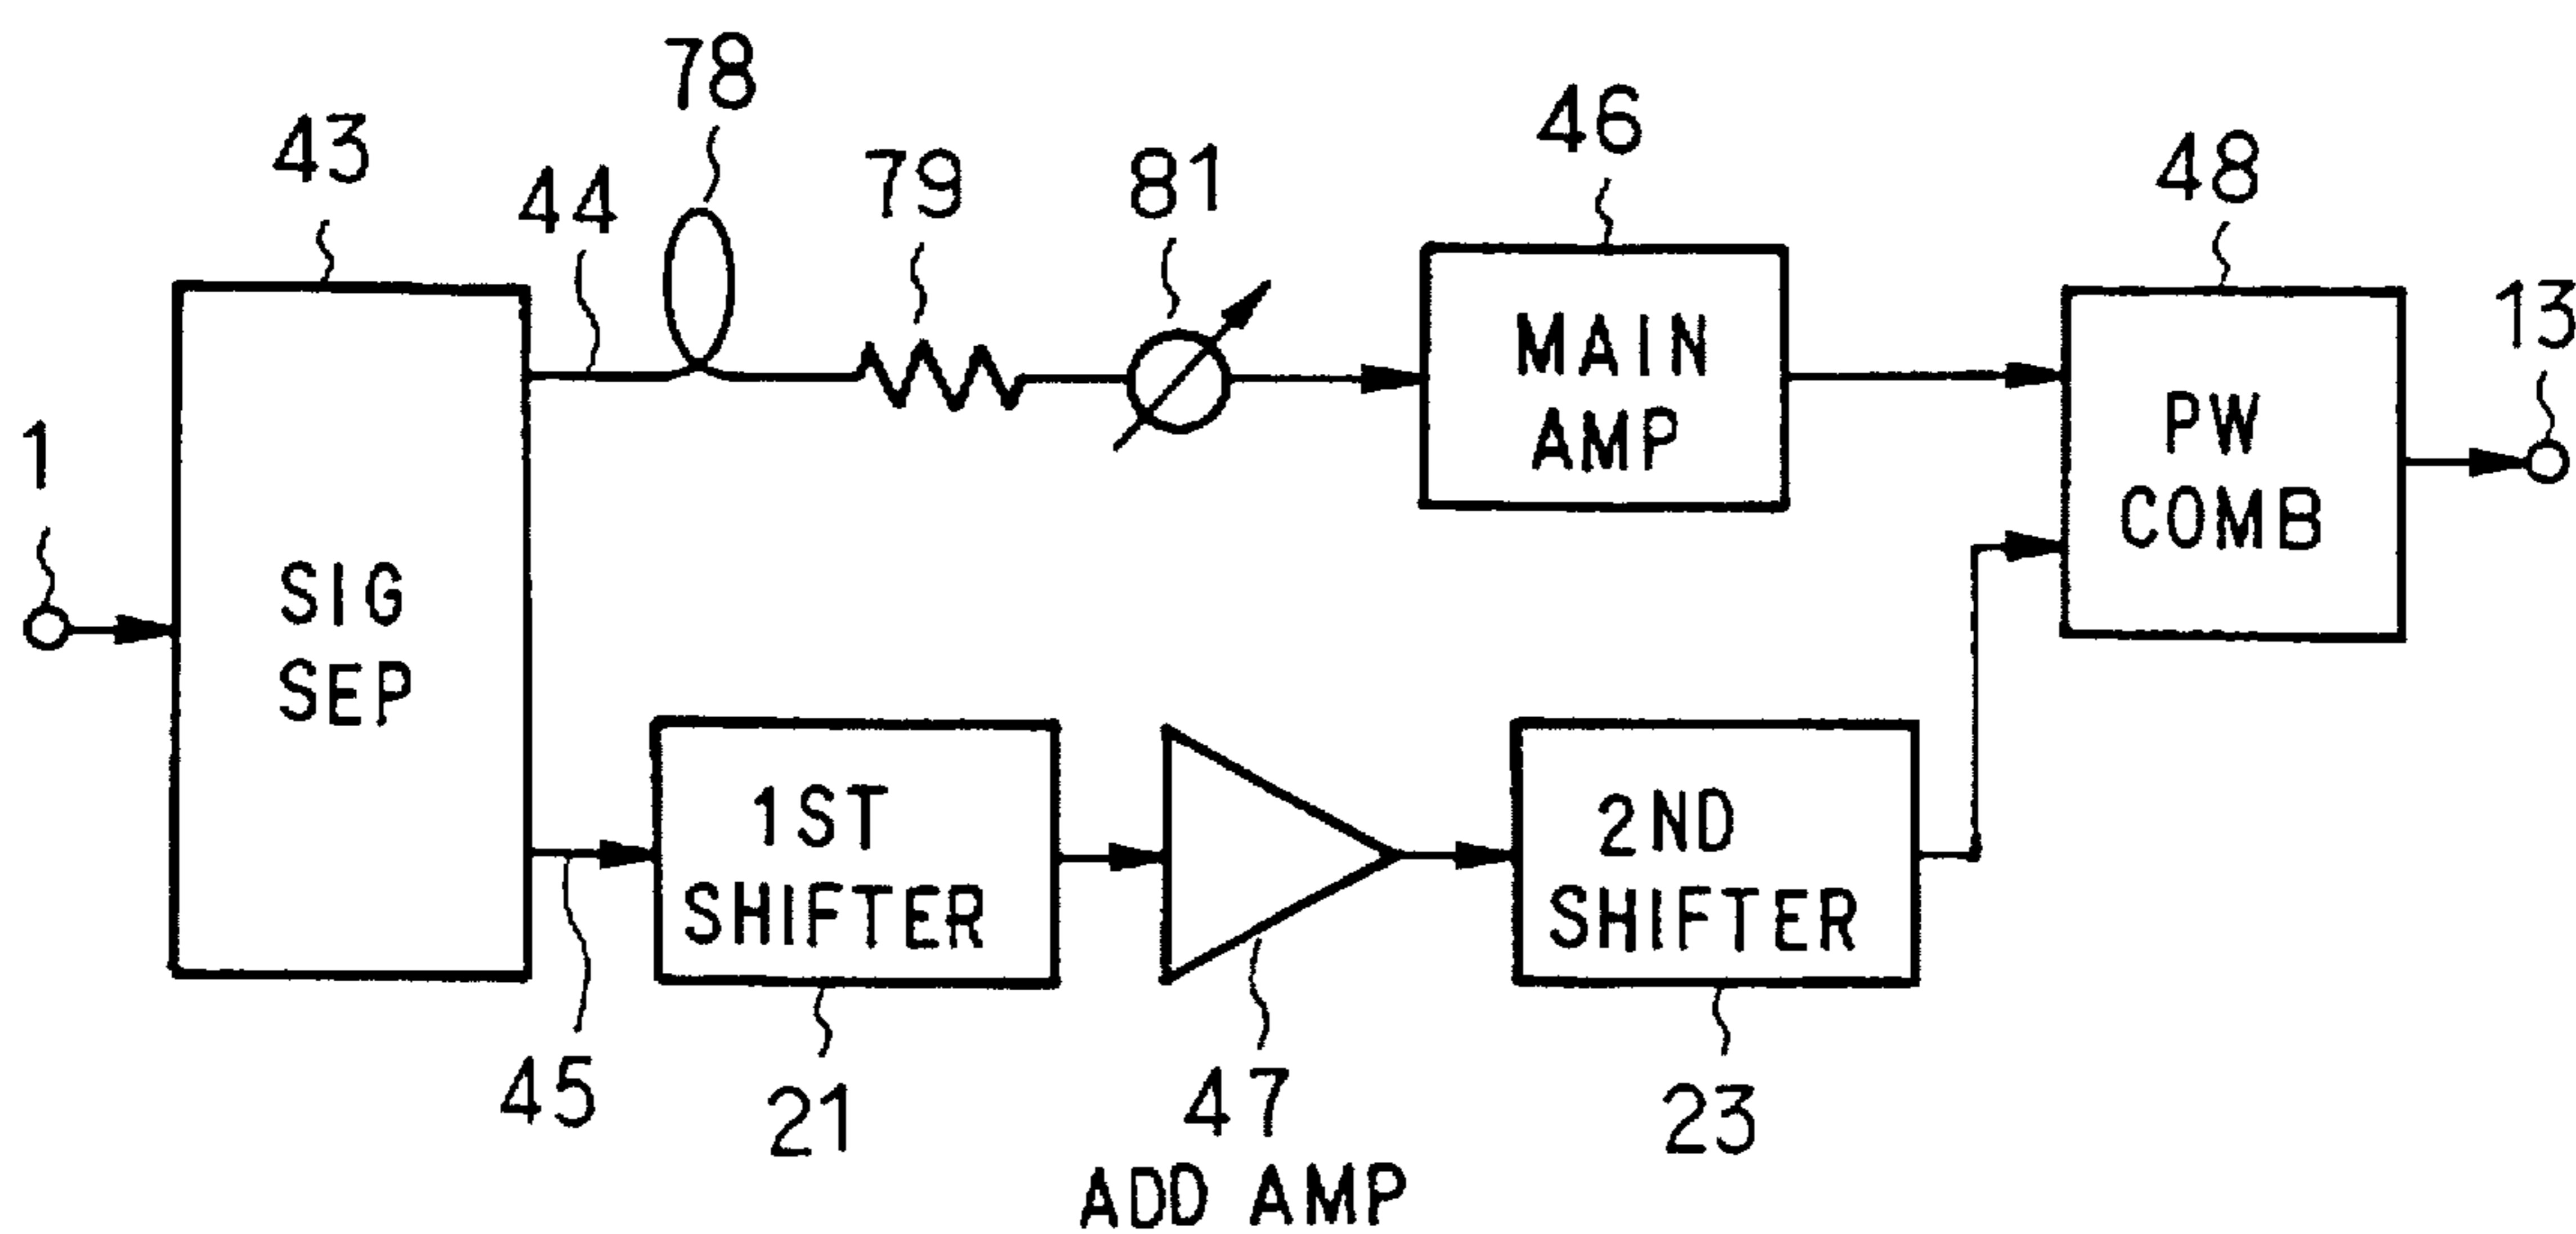 78
43
44
79
81
46
48
13
1
SIG
SEP
MAIN
AMP
PW
COMB
1ST
SHIFTER
2ND
SHIFTER
45
21
47
23
ADD AMP